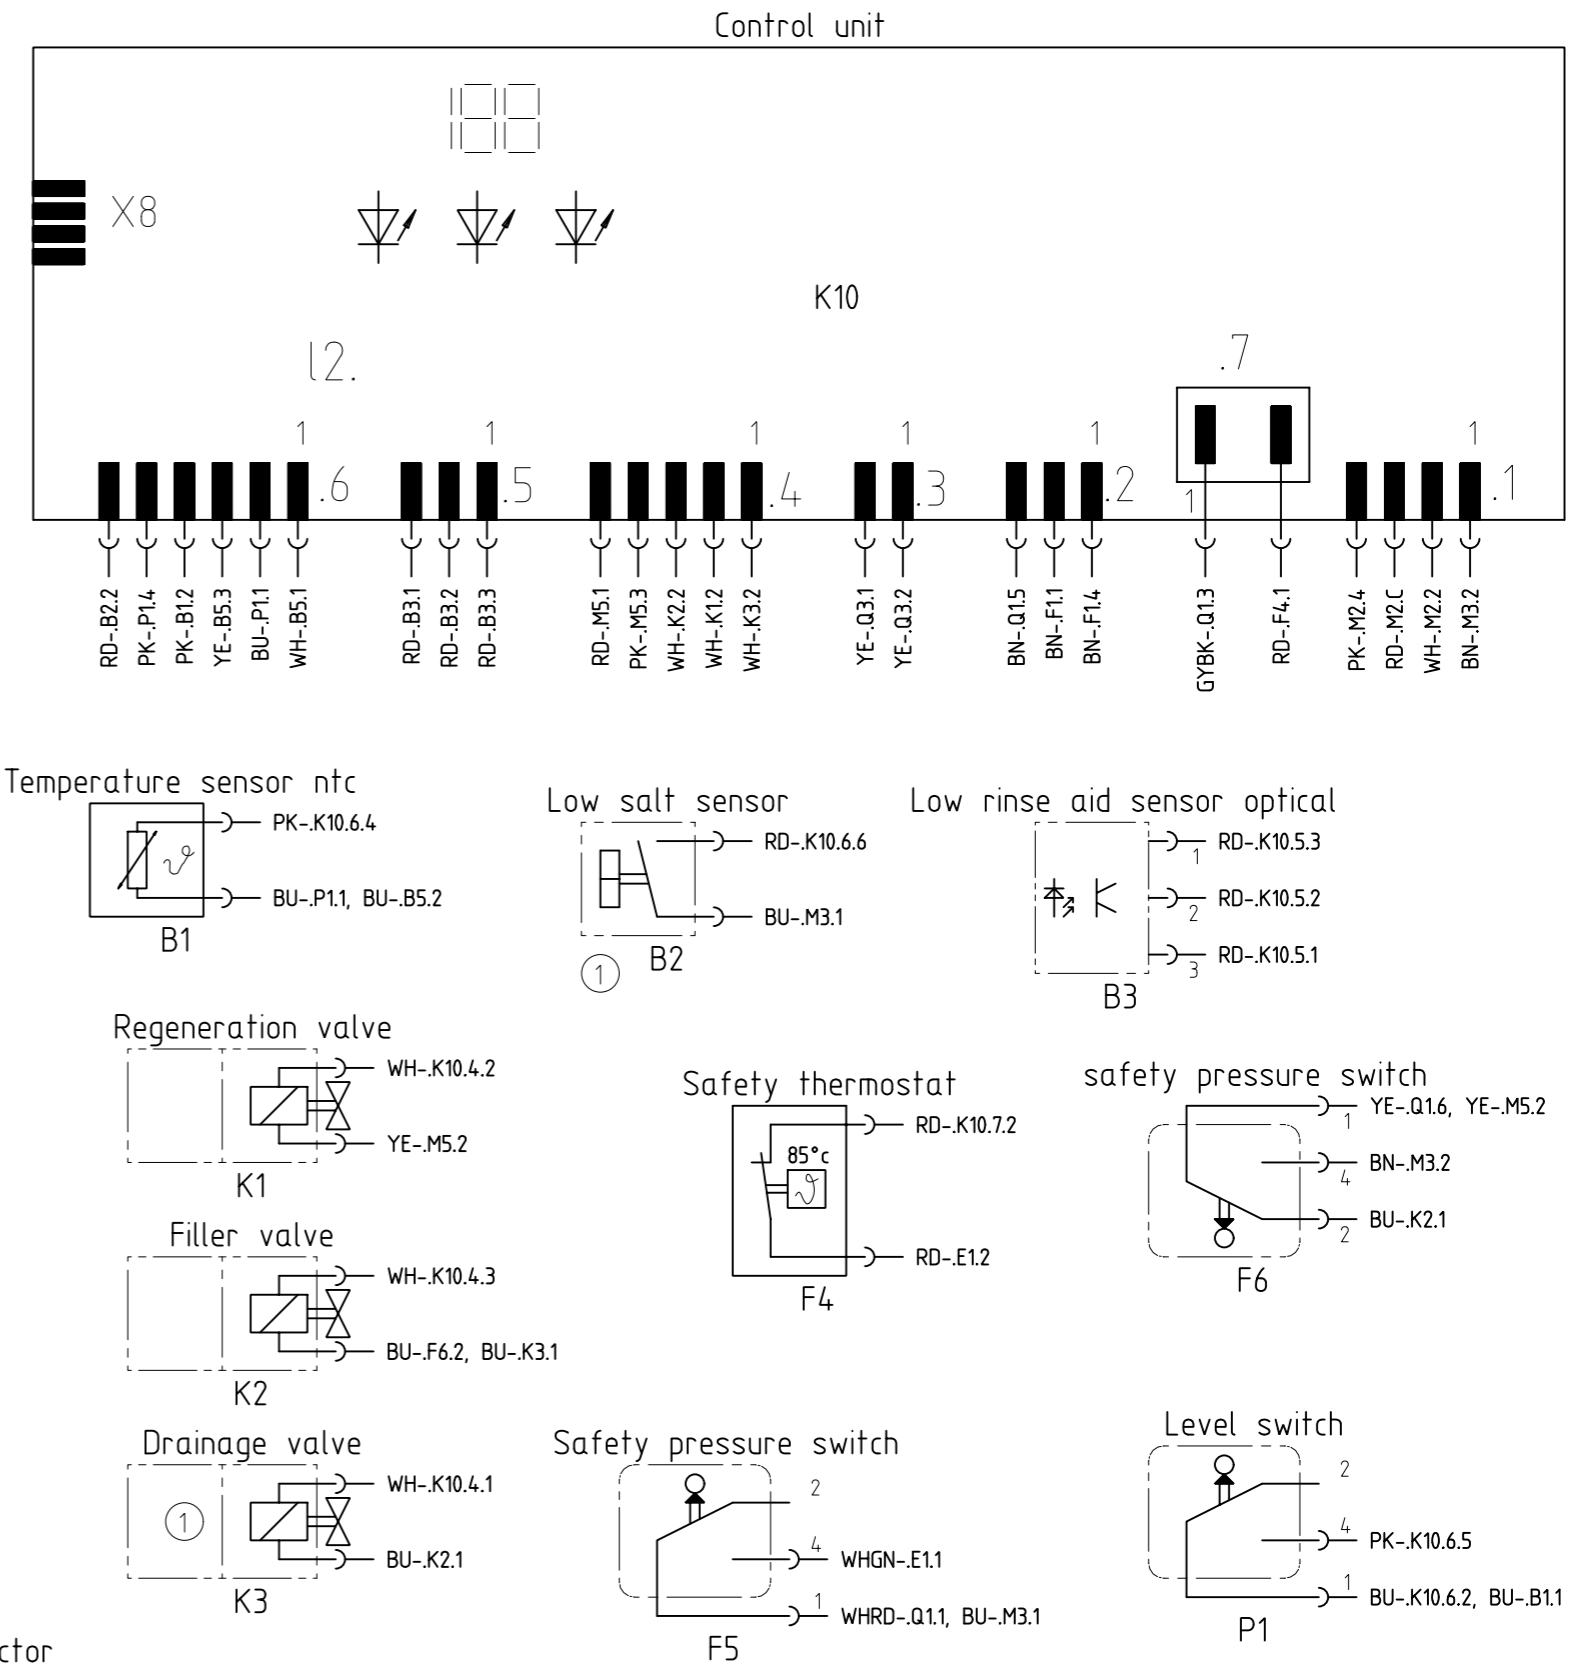 Control unit
X8
K10
12.
.7
1 1 1 1 1 1
.6 .5 .4 .3 .2 1 .1
RD-.B2.2
PK-.P1.4
PK-.B1.2
YE-.B5.3
BU-.P1.1
WH-.B5.1
RD-.B3.1
RD-.B3.2
RD-.B3.3
RD-.M5.1
PK-.M5.3
WH-.K2.2
WH-.K1.2
WH-.K3.2
YE-.Q3.1
YE-.Q3.2
BN-.Q1.5
BN-.F1.1
BN-.F1.4
GYBK-.Q1.3
RD-.F4.1
PK-.M2.4
RD-.M2.C
WH-.M2.2
BN-.M3.2
Temperature sensor ntc
PK-.K10.6.4
BU-.P1.1, BU-.B5.2
B1
Low salt sensor
RD-.K10.6.6
BU-.M3.1
B2
1
Low rinse aid sensor optical
RD-.K10.5.3
1
RD-.K10.5.2
2
RD-.K10.5.1
3
B3
Regeneration valve
WH-.K10.4.2
YE-.M5.2
K1
Safety thermostat
RD-.K10.7.2
85°c
RD-.E1.2
F4
safety pressure switch
YE-.Q1.6, YE-.M5.2
1
BN-.M3.2
4
BU-.K2.1
2
F6
Filler valve
WH-.K10.4.3
BU-.F6.2, BU-.K3.1
K2
Drainage valve
WH-.K10.4.1
1
BU-.K2.1
K3
Safety pressure switch
2
4 WHGN-.E1.1
1 WHRD-.Q1.1, BU-.M3.1
F5
Level switch
2
4 PK-.K10.6.5
1 BU-.K10.6.2, BU-.B1.1
P1
ctor